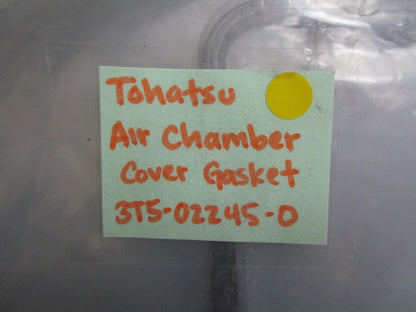 Tohatsu
Air Chamber
Cover Gasket
3T5-02245-0